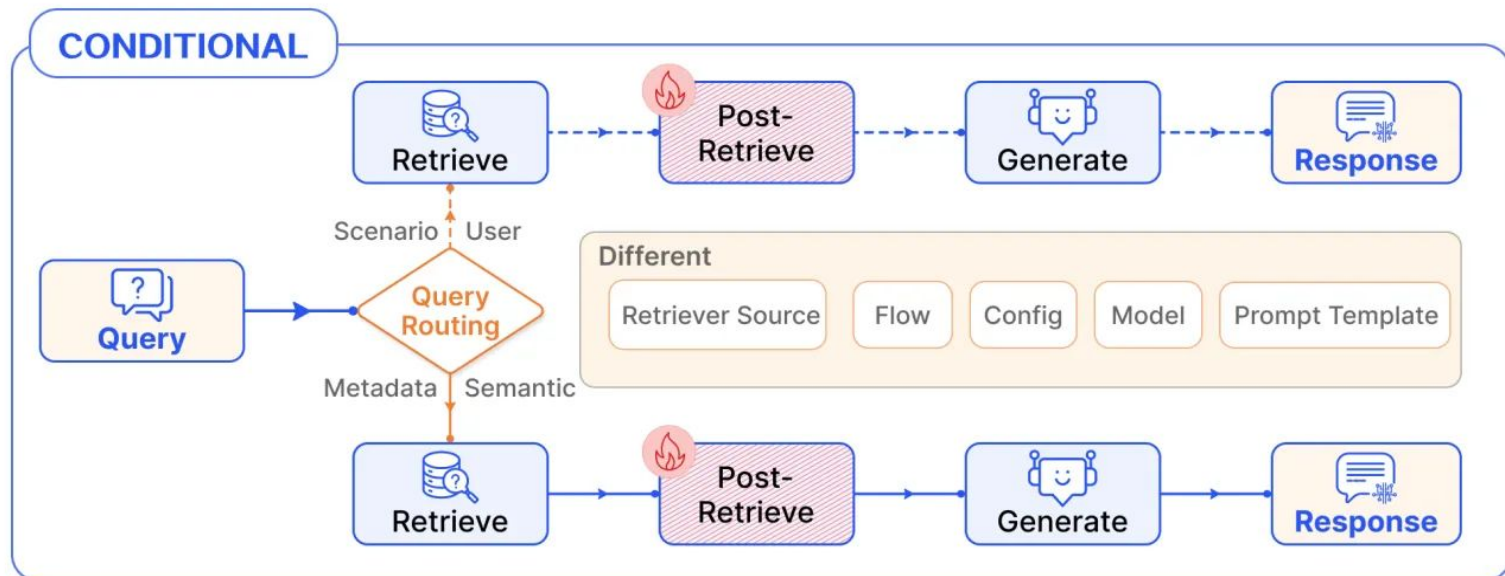 CONDITIONAL
Retrieve
Post-
Retrieve
Generate
Response
Scenario User
Query
Query
Routing
Different
Retriever Source Flow Config Model Prompt Template
Metadata Semantic
Retrieve
Post-
Retrieve
Generate
Response